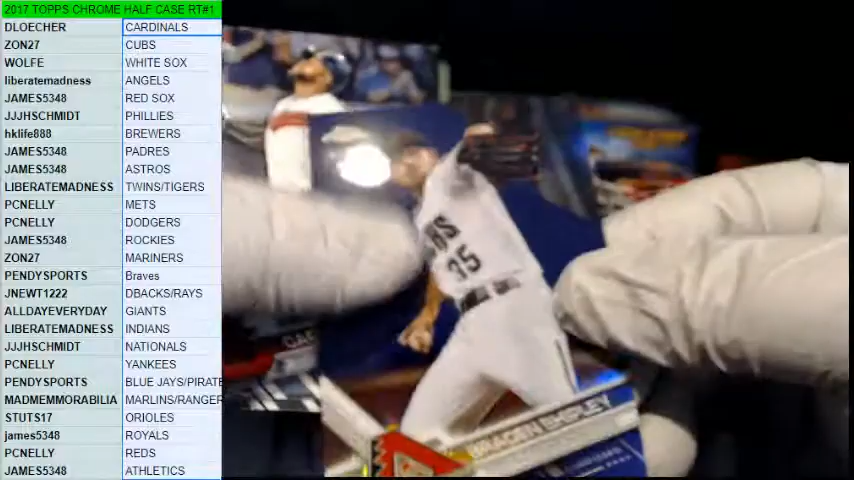 2017 TOPPS CHROME HALF CASE RT#1
DLOECHER CARDINALS
ZON27 CUBS
WOLFE WHITE SOX
liberatemadness ANGELS
JAMES5348 RED SOX
JJJHSCHMIDT PHILLIES
hklife888 BREWERS
JAMES5348 PADRES
JAMES5348 ASTROS
LIBERATEMADNESS TWINS/TIGERS
PCNELLY METS
PCNELLY DODGERS
JAMES5348 ROCKIES
ZON27 MARINERS
PENDYSPORTS Braves
JNEWT1222 DBACKS/RAYS
ALLDAYEVERYDAY GIANTS
LIBERATEMADNESS INDIANS
JJJHSCHMIDT NATIONALS
PCNELLY YANKEES
PENDYSPORTS BLUE JAYS/PIRATE
MADMEMMORABILIA MARLINS/RANGER
STUTS17 ORIOLES
james5348 ROYALS
PCNELLY REDS
JAMES5348 ATHLETICS
35
BRADEN SHIPLEY